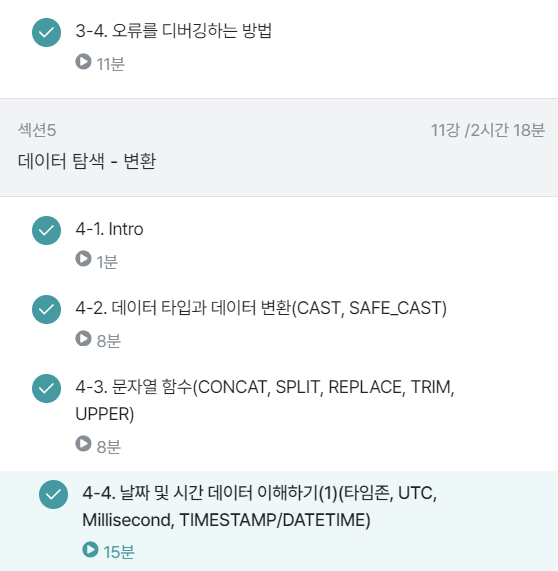 3-4. 오류를 디버깅하는 방법
11분
섹션5
11강 /2시간 18분
데이터 탐색 - 변환
4-1. Intro
1분
4-2. 데이터 타입과 데이터 변환(CAST, SAFE_CAST)
8분
4-3. 문자열 함수(CONCAT, SPLIT, REPLACE, TRIM,
UPPER)
8분
4-4. 날짜 및 시간 데이터 이해하기(1)(타임존, UTC,
Millisecond, TIMESTAMP/DATETIME)
15분